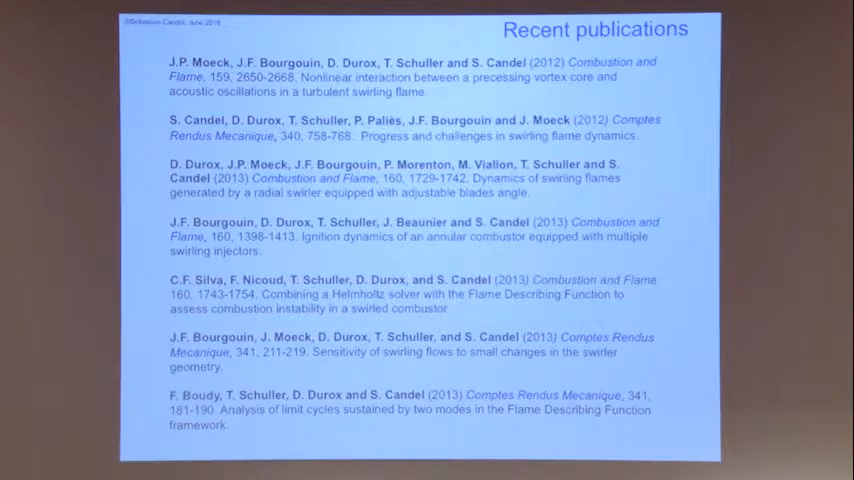 ©Sébastien Candel, June 2016
Recent publications
J.P. Moeck, J.F. Bourgouin, D. Durox, T. Schuller and S. Candel (2012) Combustion and
Flame, 159, 2650-2668. Nonlinear interaction between a precessing vortex core and
acoustic oscillations in a turbulent swirling flame.
S. Candel, D. Durox, T. Schuller, P. Paliès, J.F. Bourgouin and J. Moeck (2012) Comptes
Rendus Mecanique, 340, 758-768. Progress and challenges in swirling flame dynamics.
D. Durox, J.P. Moeck, J.F. Bourgouin, P. Morenton, M. Viallon, T. Schuller and S.
Candel (2013) Combustion and Flame, 160, 1729-1742. Dynamics of swirling flames
generated by a radial swirler equipped with adjustable blades angle.
J.F. Bourgouin, D. Durox, T. Schuller, J. Beaunier and S. Candel (2013) Combustion and
Flame, 160, 1398-1413. Ignition dynamics of an annular combustor equipped with multiple
swirling injectors.
C.F. Silva, F. Nicoud, T. Schuller, D. Durox, and S. Candel (2013) Combustion and Flame
160, 1743-1754. Combining a Helmholtz solver with the Flame Describing Function to
assess combustion instability in a swirled combustor
J.F. Bourgouin, J. Moeck, D. Durox, T. Schuller, and S. Candel (2013) Comptes Rendus
Mecanique, 341, 211-219. Sensitivity of swirling flows to small changes in the swirler
geometry.
F. Boudy, T. Schuller, D. Durox and S. Candel (2013) Comptes Rendus Mecanique, 341,
181-190. Analysis of limit cycles sustained by two modes in the Flame Describing Function
framework.